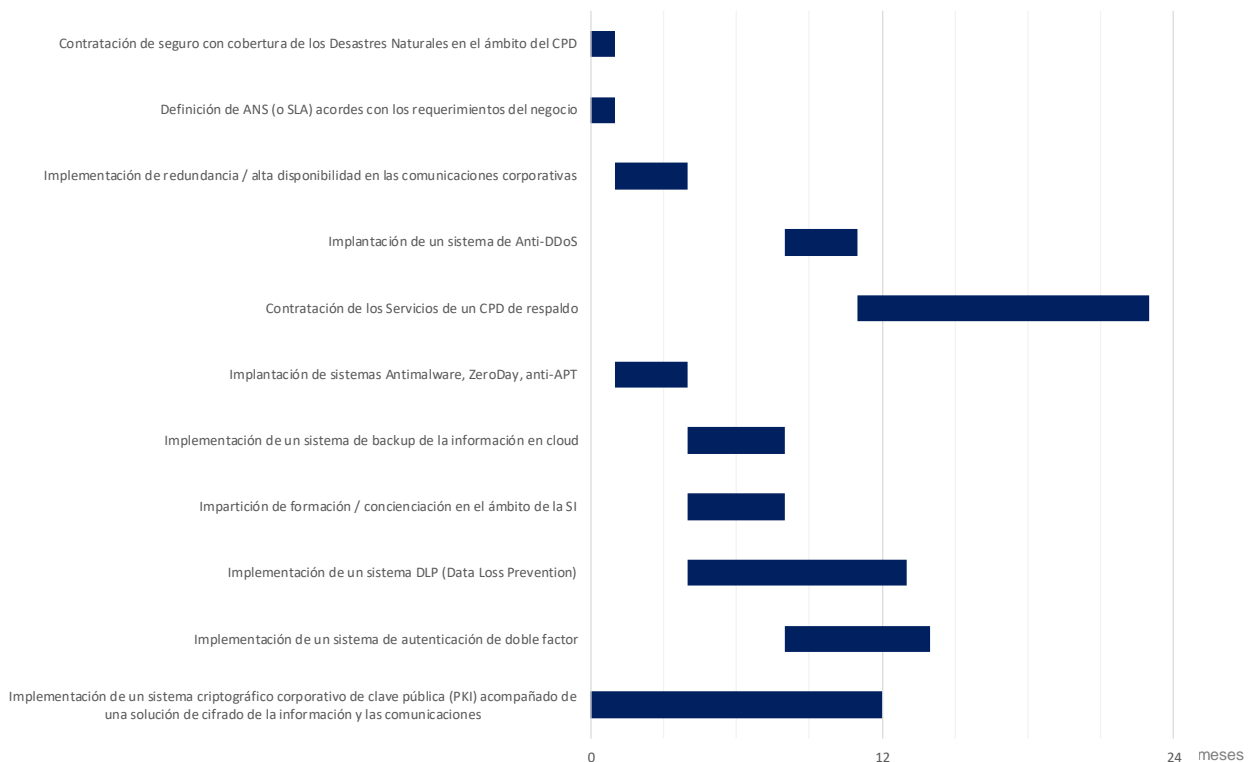 Contratación de seguro con cobertura de los Desastres Naturales en el ámbito del CPD
Definición de ANS (o SLA) acordes con los requerimientos del negocio
Implementación de redundancia / alta disponibilidad en las comunicaciones corporativas
Implantación de un sistema de Anti-DDoS
Contratación de los Servicios de un CPD de respaldo
Implantación de sistemas Antimalware, ZeroDay, anti-APT
Implementación de un sistema de backup de la información en cloud
Impartición de formación / concienciación en el ámbito de la SI
Implementación de un sistema DLP (Data Loss Prevention)
Implementación de un sistema de autenticación de doble factor
Implementación de un sistema criptográfico corporativo de clave pública (PKI) acompañado de
una solución de cifrado de la información y las comunicaciones
0 12 24 meses